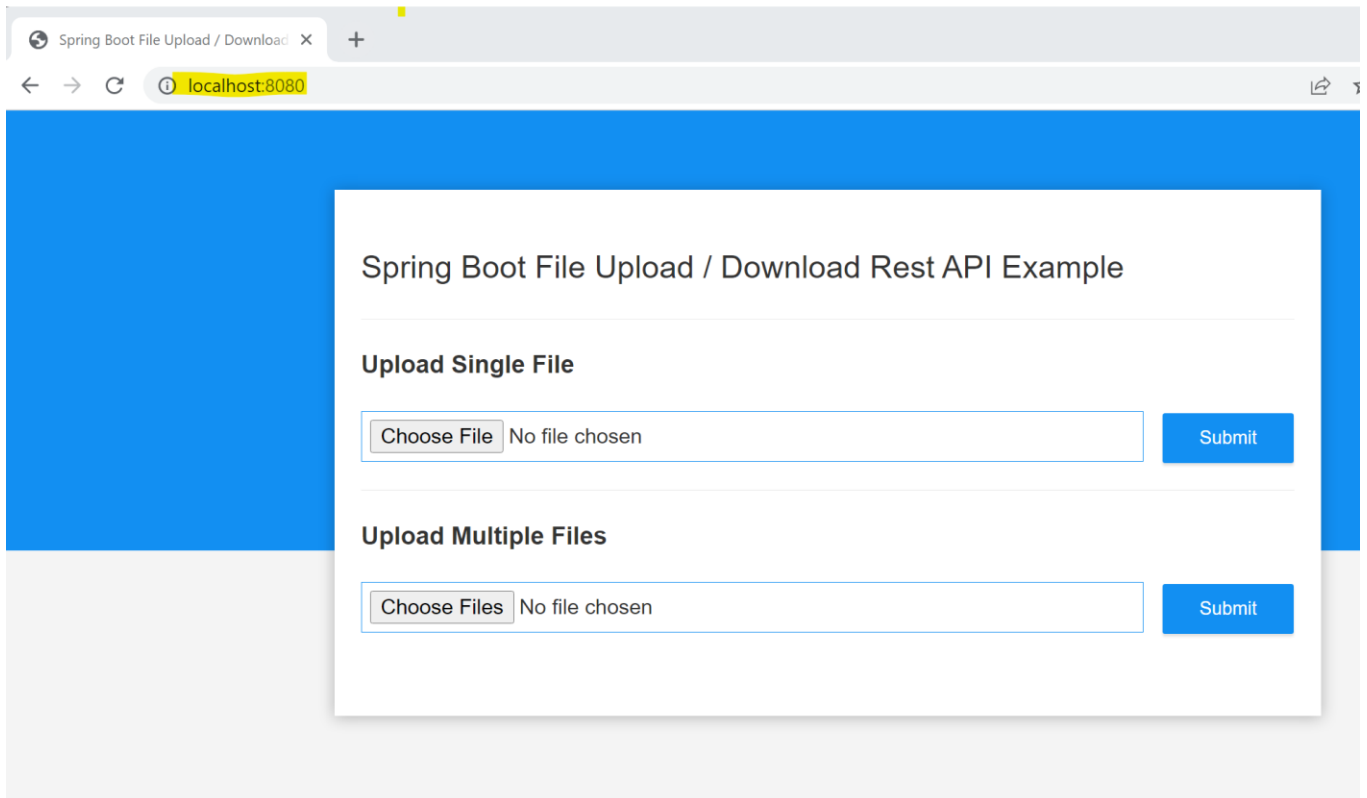 Spring Boot File Upload / Download
localhost:8080
Spring Boot File Upload / Download Rest API Example
Upload Single File
Choose File No file chosen Submit
Upload Multiple Files
Choose Files No file chosen Submit